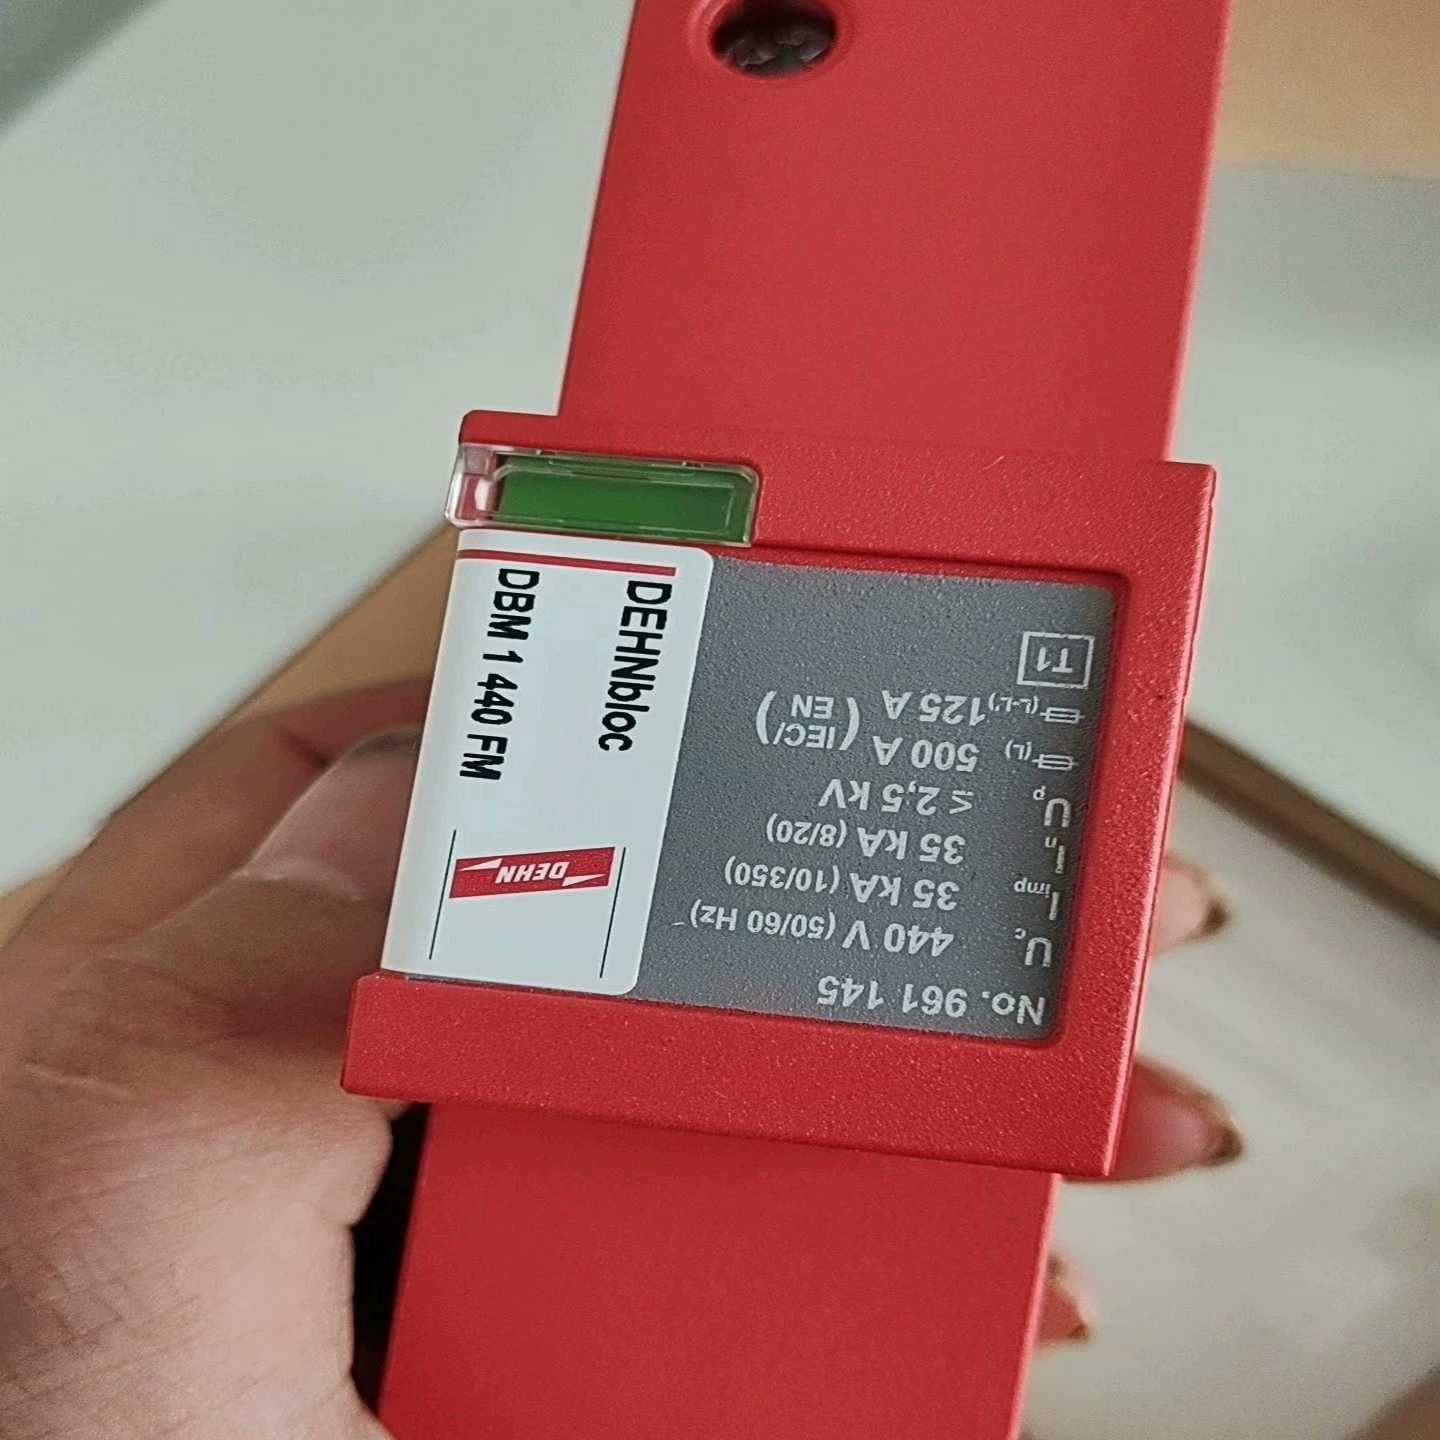 DEHNbloc
DBM 1 440 FM
DEHN
No. 961 145
Uc 440 V (50/60 Hz)
Iimp 35 kA (10/350)
In 35 kA (8/20)
Up ≤ 2,5 kV
(L) 500 A (IEC/
(L-L') 125 A EN)
T1